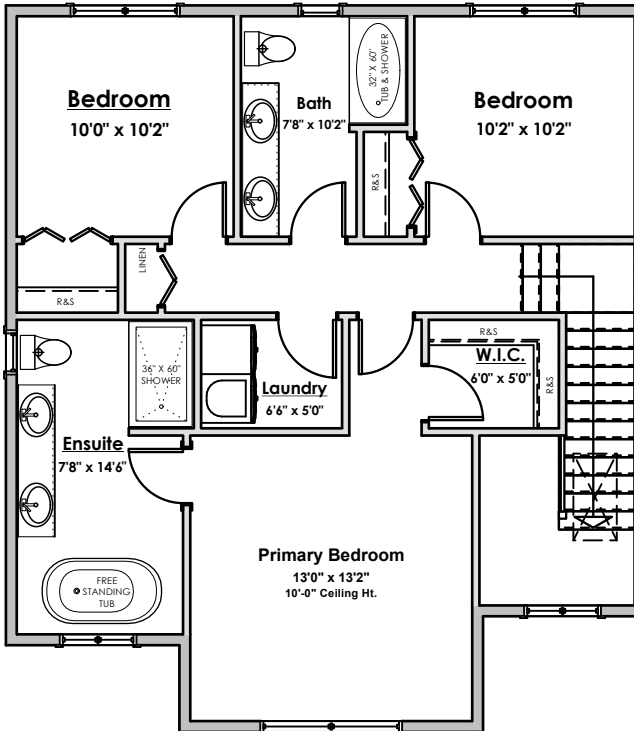 Bedroom
10'0" x 10'2"
Bath
7'8" x 10'2"
32" X 60"
TUB & SHOWER
Bedroom
10'2" x 10'2"
R&S
LINEN
R&S
36" X 60"
SHOWER
Laundry
6'6" x 5'0"
R&S
W.I.C.
6'0" x 5'0"
R&S
Ensuite
7'8" x 14'6"
FREE
STANDING
TUB
Primary Bedroom
13'0" x 13'2"
10'-0" Ceiling Ht.